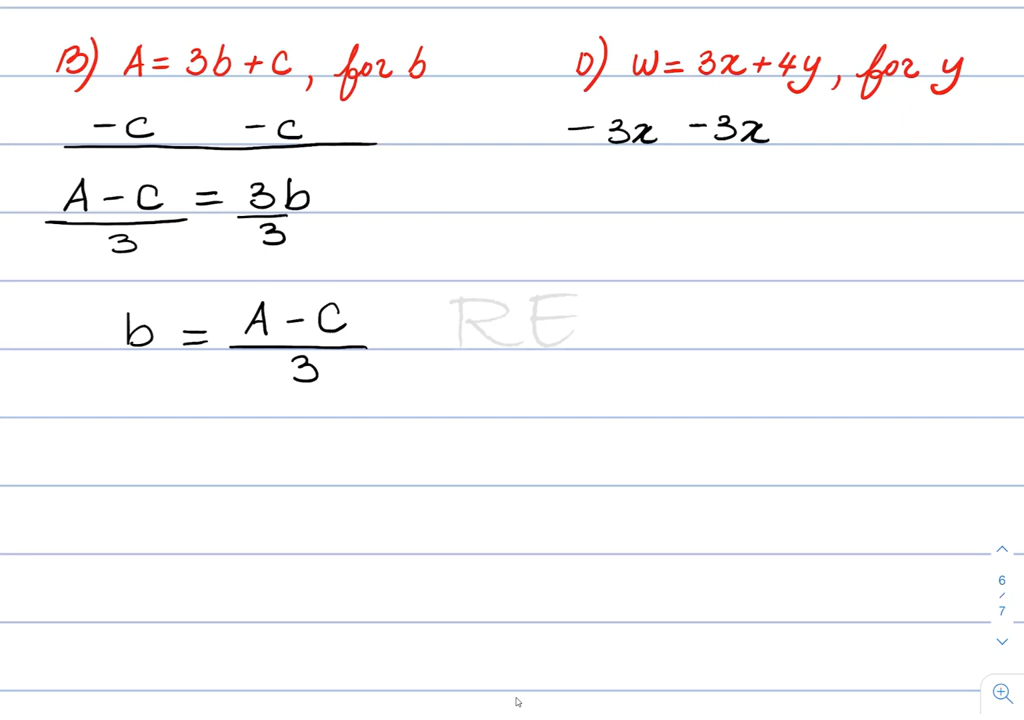 B) A = 3b + C, for b
-C -C
A - C = 3b
3 3
b = A - C
3
D) W = 3x + 4y, for y
- 3x - 3x
RE
6
/
7